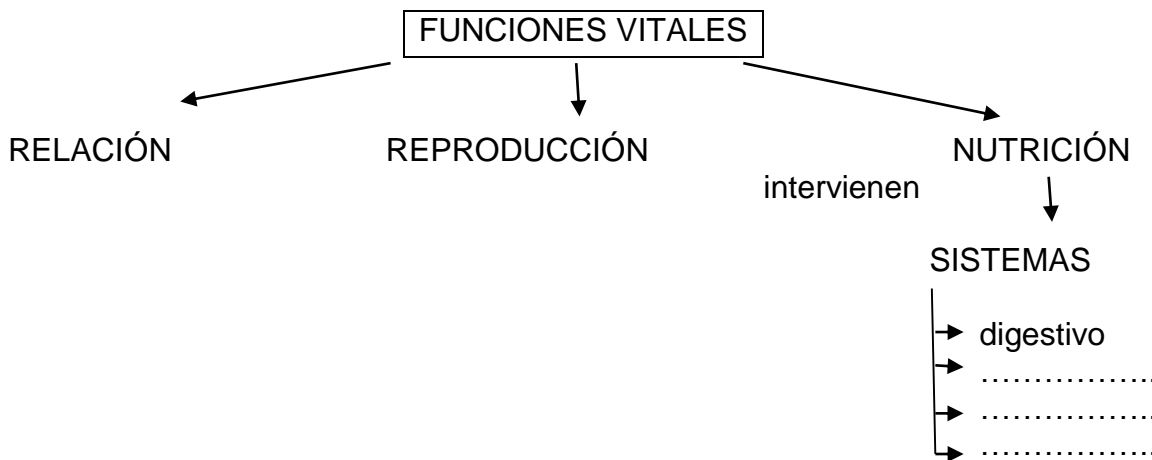 FUNCIONES VITALES
RELACIÓN REPRODUCCIÓN NUTRICIÓN
intervienen
SISTEMAS
digestivo
………………
………………
………………